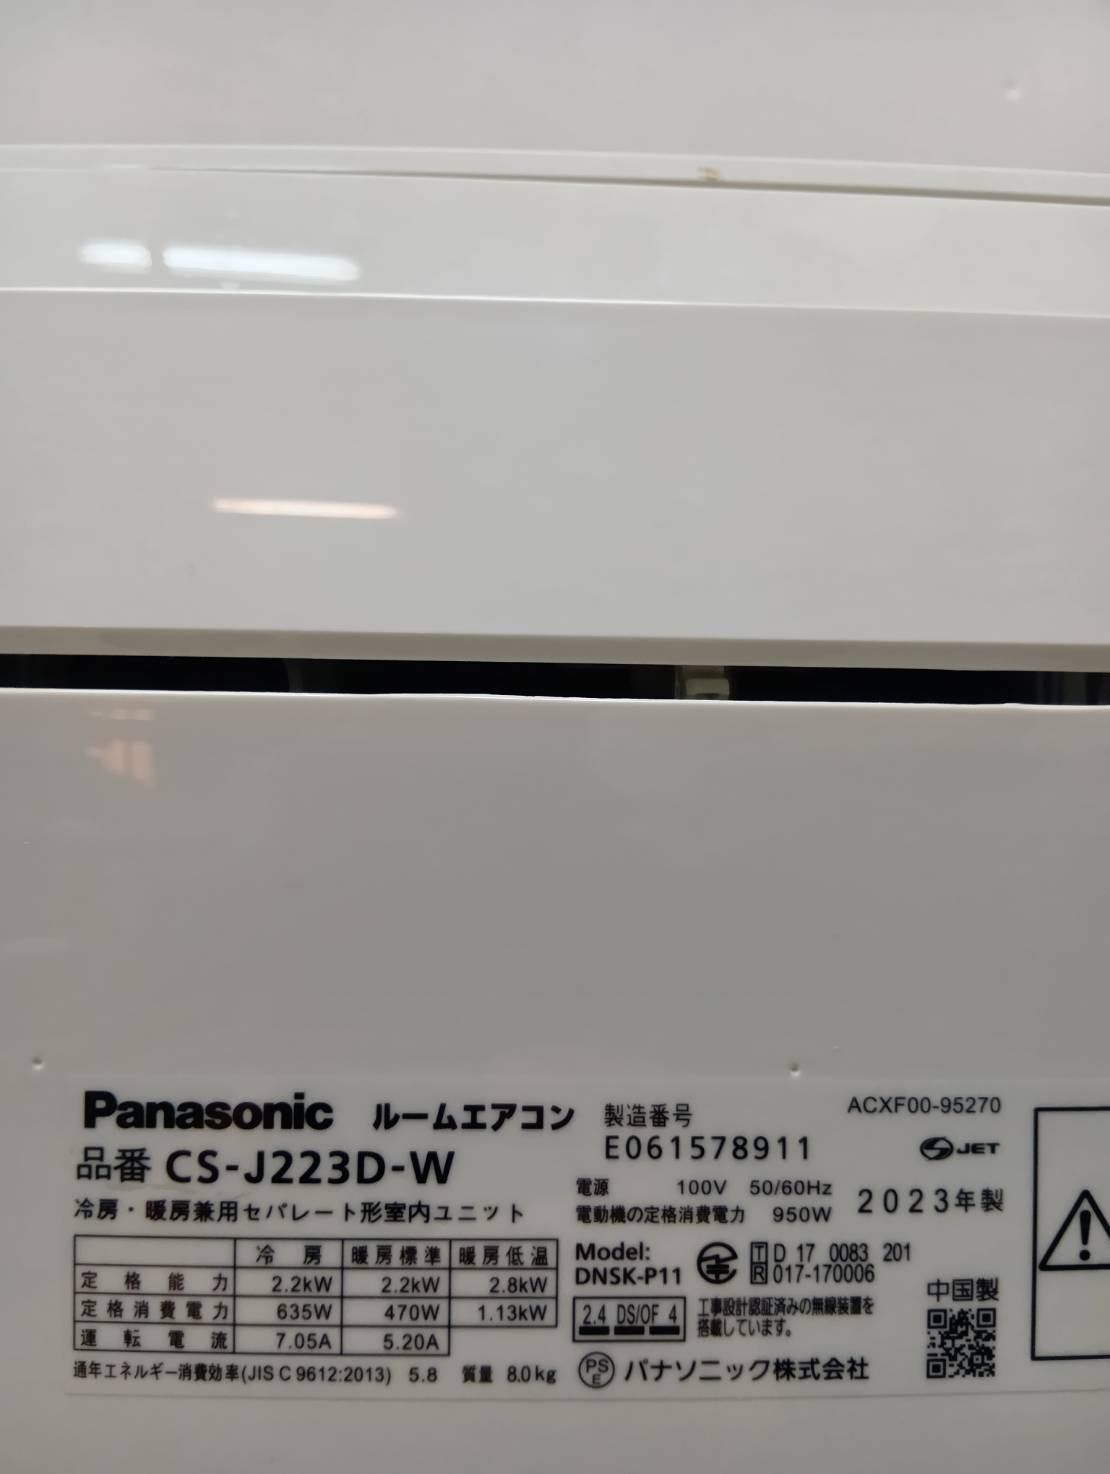 Panasonic ルームエアコン
品番 CS-J223D-W
冷房・暖房兼用セパレート形室内ユニット
冷房 暖房標準 暖房低温
定格能力 2.2kW 2.2kW 2.8kW
定格消費電力 635W 470W 1.13kW
運転電流 7.05A 5.20A
通年エネルギー消費効率(JIS C 9612:2013) 5.8 質量 8.0kg
製造番号
E061578911
ACXF00-95270
JET
電源 100V 50/60Hz
電動機の定格消費電力 950W
2023年製
Model:
DNSK-P11
T D 17 0083 201
R 017-170006
2.4 DS/OF 4
工事設計認証済みの無線装置を
搭載しています。
中国製
PSE パナソニック株式会社